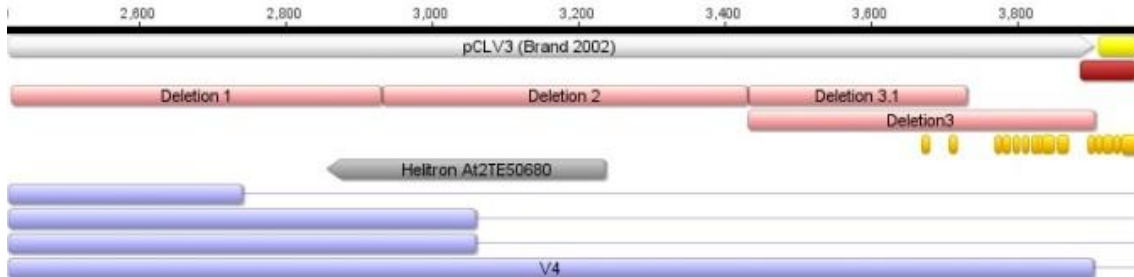 2,600 2,800 3,000 3,200 3,400 3,600 3,800
pCLV3 (Brand 2002)
Deletion 1 Deletion 2 Deletion 3.1
Deletion3
Helitron At2TE50680
V4